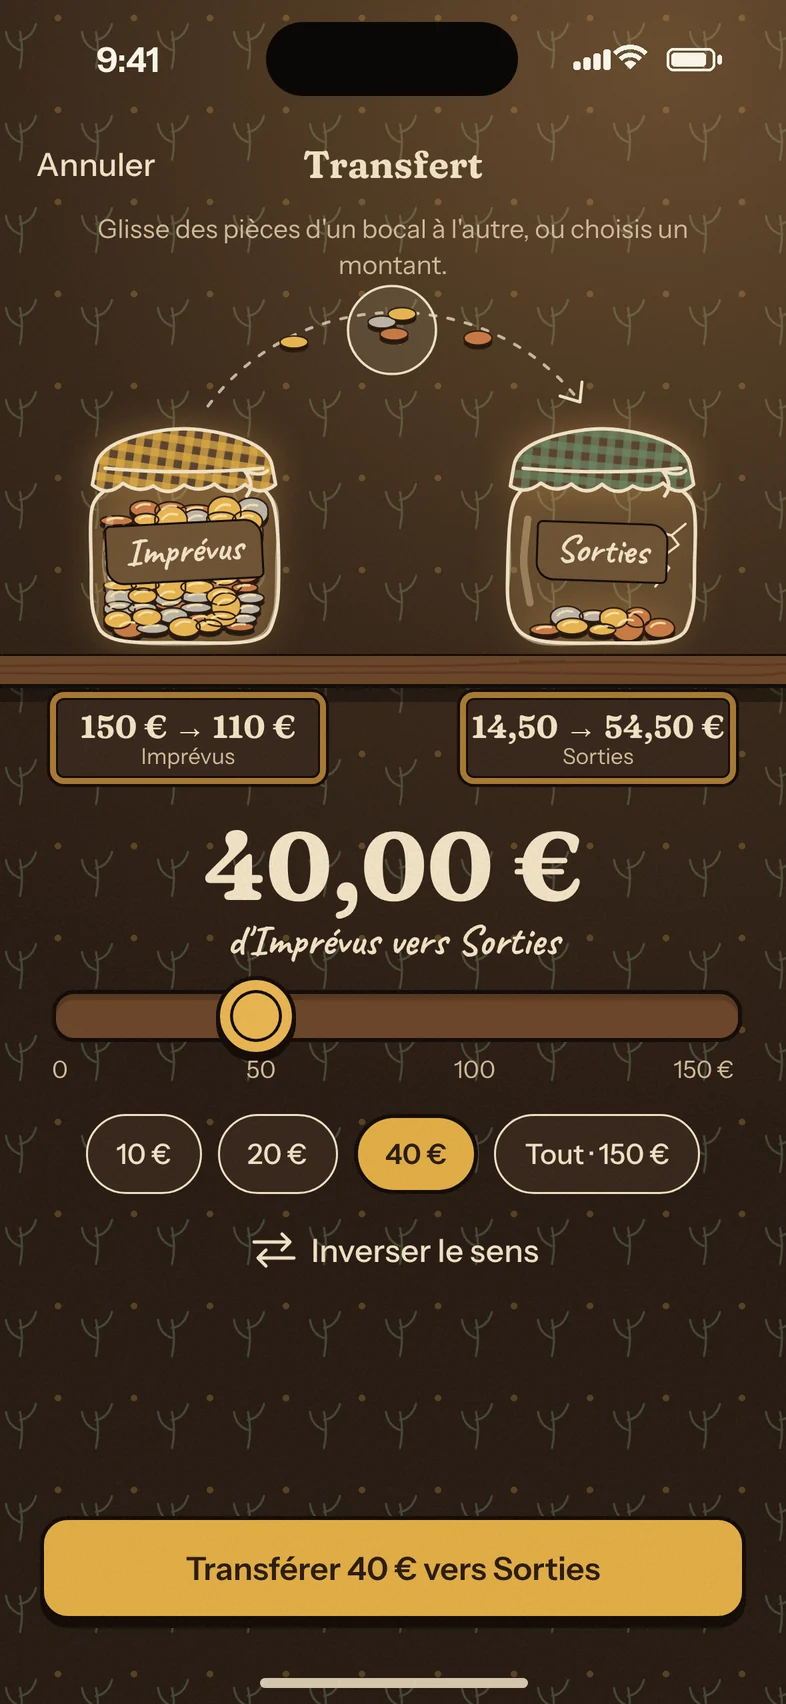 9:41
Annuler
Transfert
Glisse des pièces d'un bocal à l'autre, ou choisis un
montant.
Imprévus
Sorties
150 € → 110 €
Imprévus
14,50 → 54,50 €
Sorties
40,00 €
d'Imprévus vers Sorties
0 50 100 150 €
10 € 20 € 40 € Tout · 150 €
Inverser le sens
Transférer 40 € vers Sorties